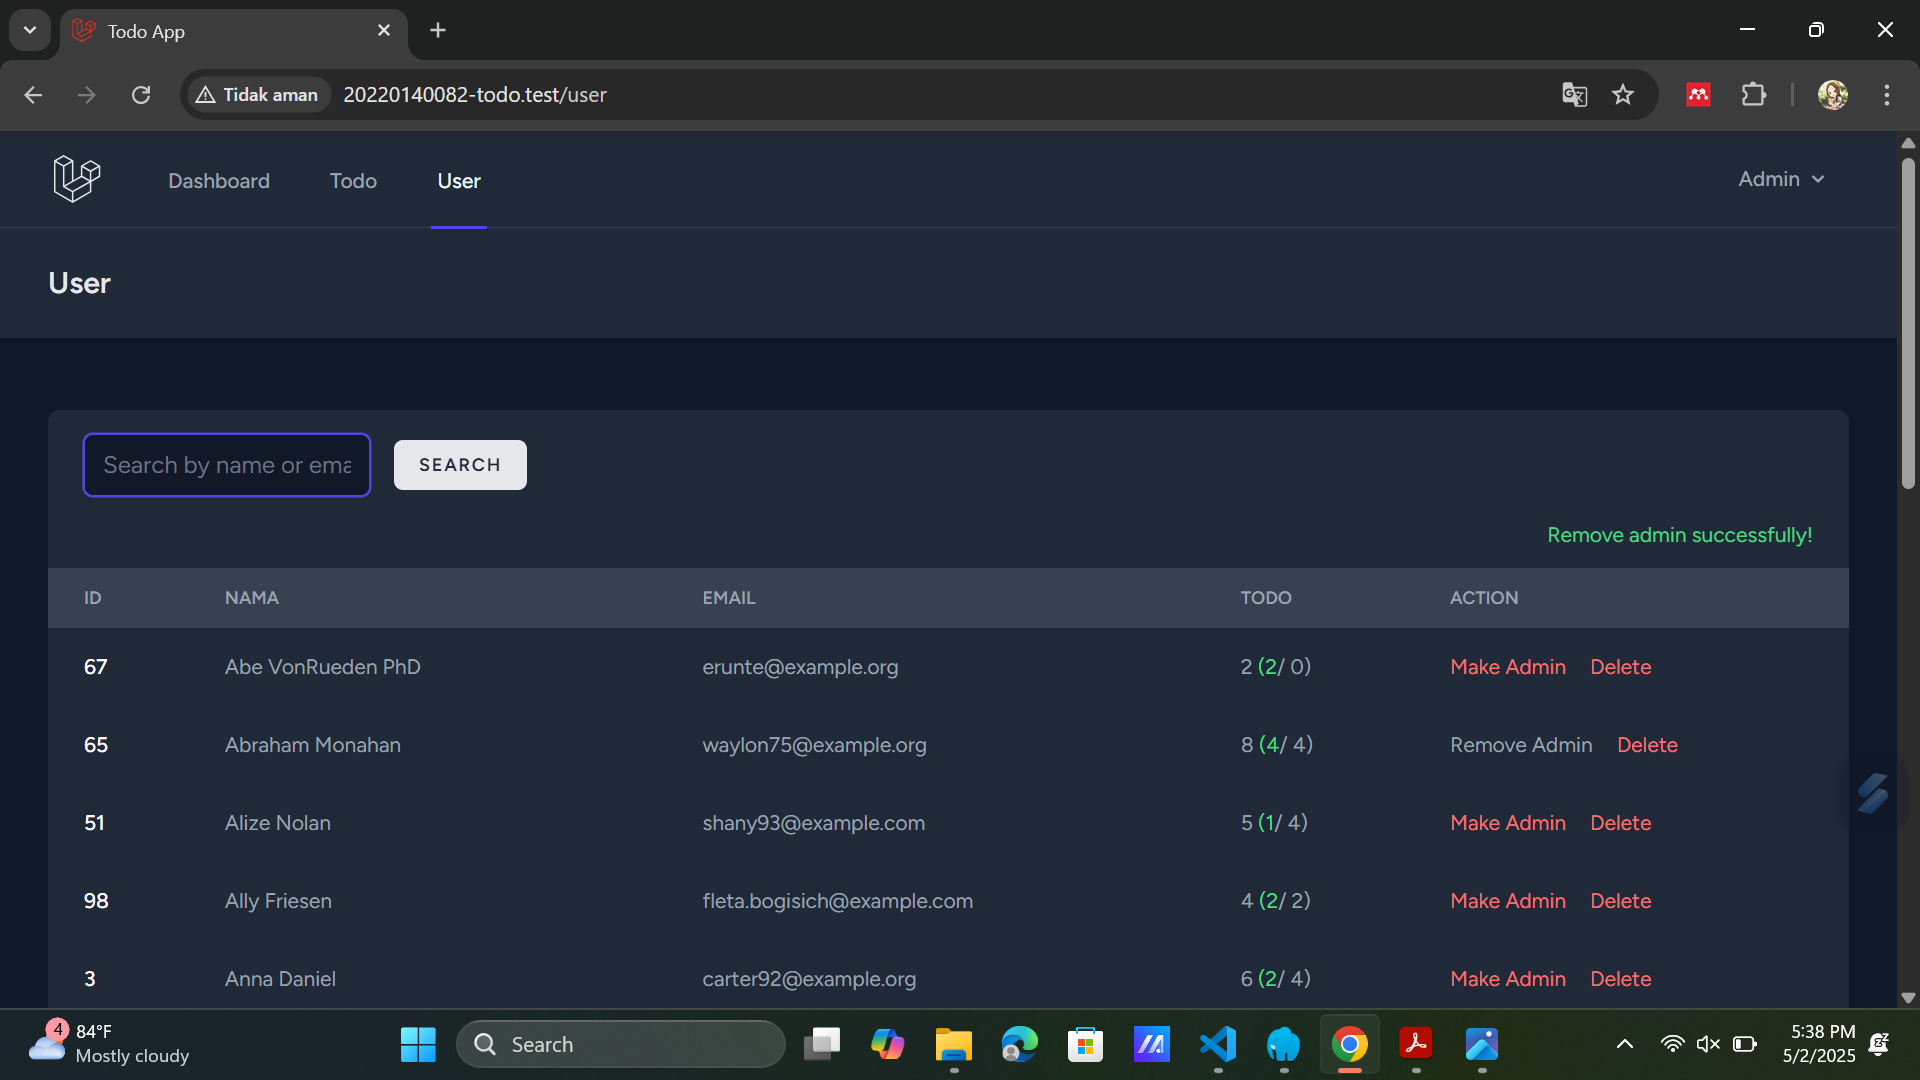 Todo App
Tidak aman
20220140082-todo.test/user
Dashboard
Todo
User
Admin
User
Search by name or ema
SEARCH
Remove admin successfully!
ID NAMA EMAIL TODO ACTION
67 Abe VonRueden PhD erunte@example.org 2 (2/ 0) Make Admin Delete
65 Abraham Monahan waylon75@example.org 8 (4/ 4) Remove Admin Delete
51 Alize Nolan shany93@example.com 5 (1/ 4) Make Admin Delete
98 Ally Friesen fleta.bogisich@example.com 4 (2/ 2) Make Admin Delete
3 Anna Daniel carter92@example.org 6 (2/ 4) Make Admin Delete
4
84°F
Mostly cloudy
Search
5:38 PM
5/2/2025